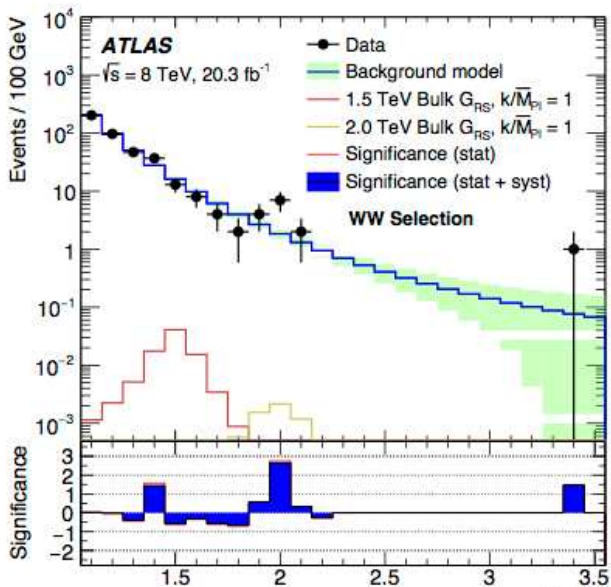 ATLAS
√s = 8 TeV, 20.3 fb⁻¹
Data
Background model
1.5 TeV Bulk G_RS, k/M̅_Pl = 1
2.0 TeV Bulk G_RS, k/M̅_Pl = 1
Significance (stat)
Significance (stat + syst)
WW Selection
Events / 100 GeV
10⁴
10³
10²
10
1
10⁻¹
10⁻²
10⁻³
Significance
3
2
1
0
-1
-2
1.5
2
2.5
3
3.5